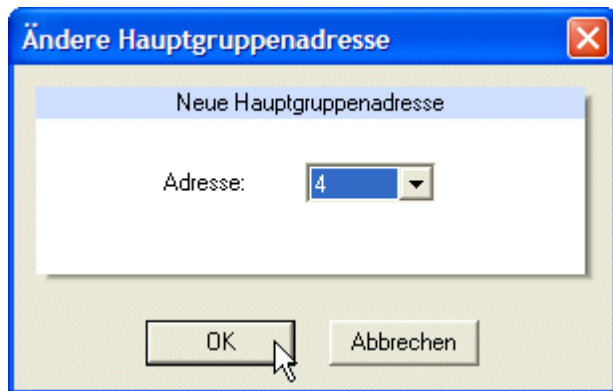 Ändere Hauptgruppenadresse
Neue Hauptgruppenadresse
Adresse: 4
OK Abbrechen